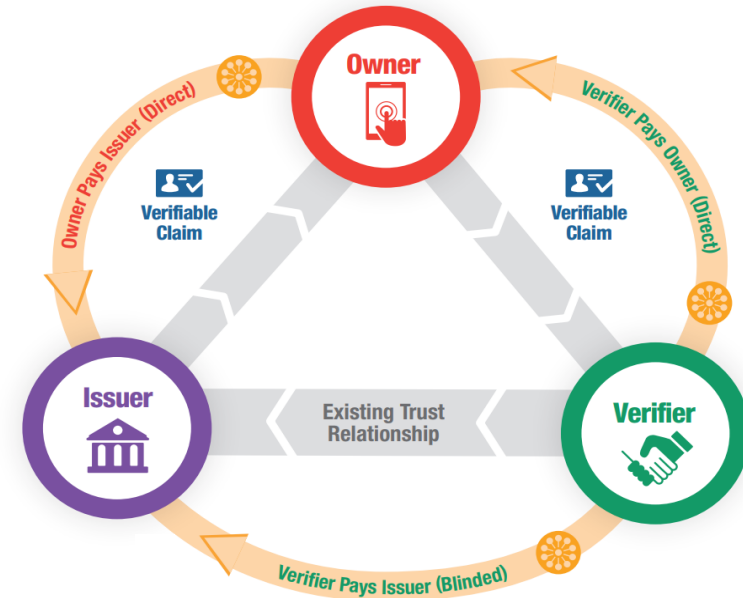 Owner
Owner Pays Issuer (Direct)
Verifier Pays Owner (Direct)
Verifiable
Claim
Verifiable
Claim
Issuer
Existing Trust
Relationship
Verifier
Verifier Pays Issuer (Blinded)